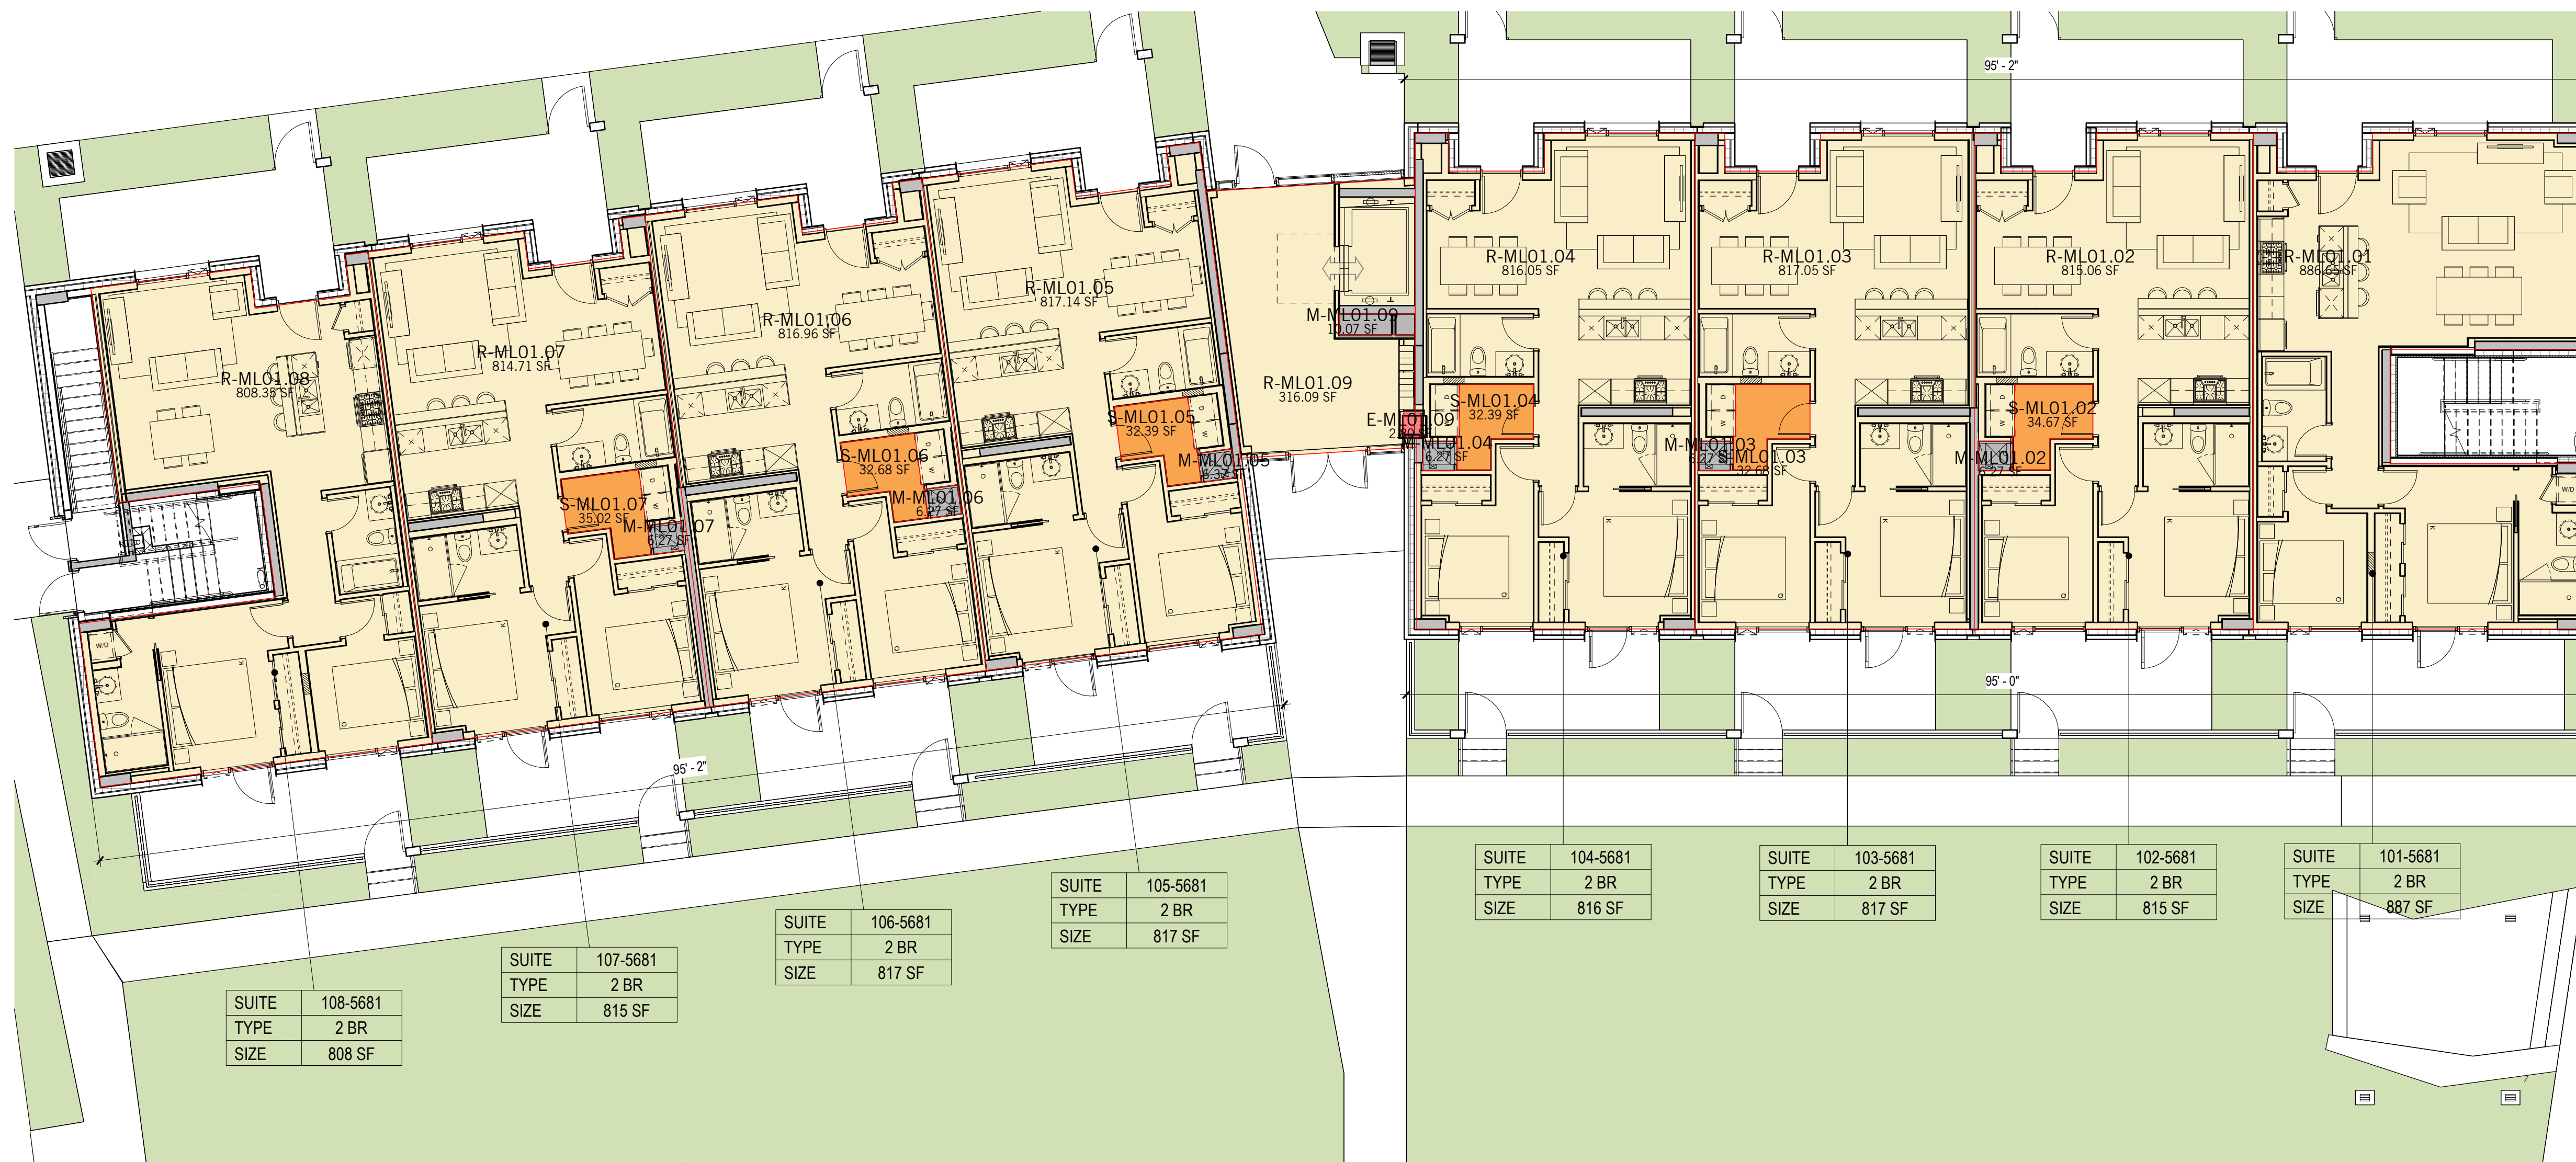 95' - 2"
R-ML01.08
808.35 SF
R-ML01.07
814.71 SF
R-ML01.06
816.96 SF
R-ML01.05
817.14 SF
M-ML01.09
10.07 SF
R-ML01.09
316.09 SF
R-ML01.04
816.05 SF
R-ML01.03
817.05 SF
R-ML01.02
815.06 SF
R-ML01.01
886.65 SF
S-ML01.07
35.02 SF
M-ML01.07
6.27 SF
S-ML01.06
32.68 SF
M-ML01.06
6.27 SF
S-ML01.05
32.39 SF
M-ML01.05
6.37 SF
E-ML01.09
S-ML01.04
32.39 SF
M-ML01.04
6.27 SF
M-ML01.03
S-ML01.03
32.68 SF
S-ML01.02
34.67 SF
M-ML01.02
6.27 SF
W/D
W/D
95' - 0"
95' - 2"
SUITE 104-5681
TYPE 2 BR
SIZE 816 SF
SUITE 103-5681
TYPE 2 BR
SIZE 817 SF
SUITE 102-5681
TYPE 2 BR
SIZE 815 SF
SUITE 101-5681
TYPE 2 BR
SIZE 887 SF
SUITE 105-5681
TYPE 2 BR
SIZE 817 SF
SUITE 106-5681
TYPE 2 BR
SIZE 817 SF
SUITE 107-5681
TYPE 2 BR
SIZE 815 SF
SUITE 108-5681
TYPE 2 BR
SIZE 808 SF